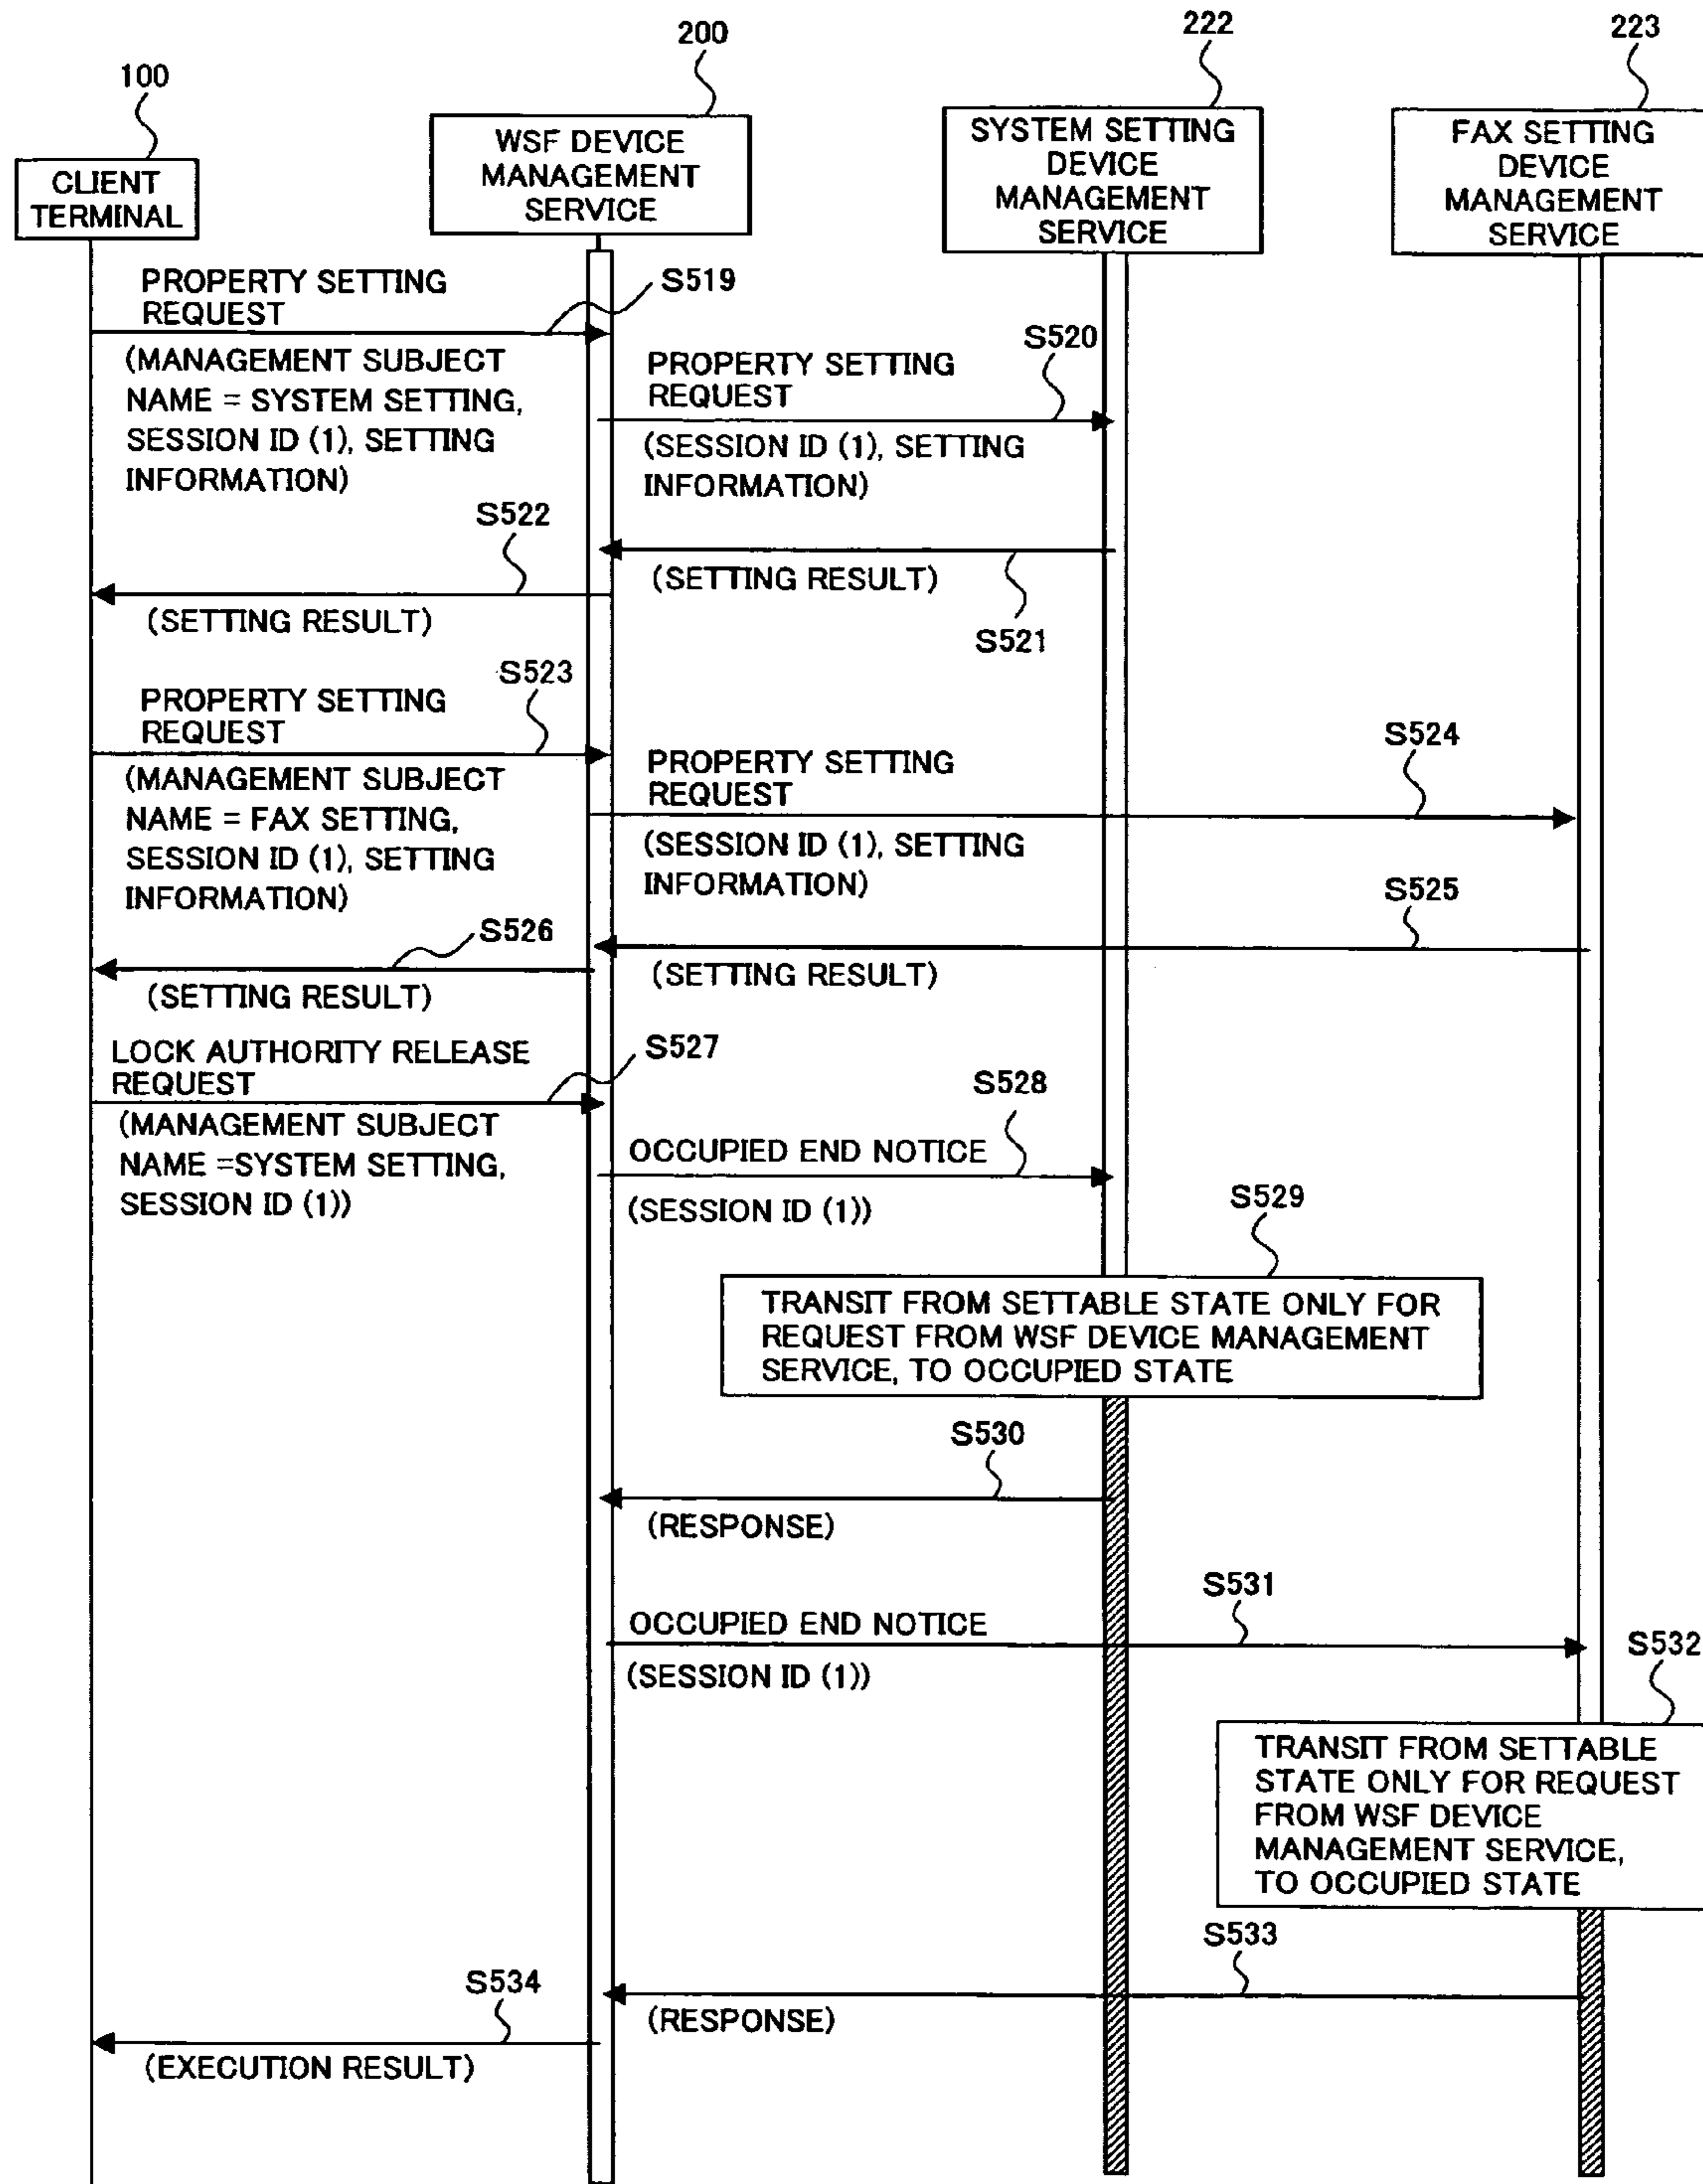 100
200
222
223
CLIENT
TERMINAL
WSF DEVICE
MANAGEMENT
SERVICE
SYSTEM SETTING
DEVICE
MANAGEMENT
SERVICE
FAX SETTING
DEVICE
MANAGEMENT
SERVICE
PROPERTY SETTING
REQUEST
S519
(MANAGEMENT SUBJECT
NAME = SYSTEM SETTING,
SESSION ID (1), SETTING
INFORMATION)
PROPERTY SETTING
REQUEST
S520
(SESSION ID (1), SETTING
INFORMATION)
S522
(SETTING RESULT)
S521
(SETTING RESULT)
PROPERTY SETTING
REQUEST
S523
(MANAGEMENT SUBJECT
NAME = FAX SETTING,
SESSION ID (1), SETTING
INFORMATION)
PROPERTY SETTING
REQUEST
S524
(SESSION ID (1), SETTING
INFORMATION)
S525
S526
(SETTING RESULT)
(SETTING RESULT)
LOCK AUTHORITY RELEASE
REQUEST
S527
(MANAGEMENT SUBJECT
NAME =SYSTEM SETTING,
SESSION ID (1))
OCCUPIED END NOTICE
S528
(SESSION ID (1))
S529
TRANSIT FROM SETTABLE STATE ONLY FOR
REQUEST FROM WSF DEVICE MANAGEMENT
SERVICE, TO OCCUPIED STATE
S530
(RESPONSE)
OCCUPIED END NOTICE
S531
(SESSION ID (1))
S532
TRANSIT FROM SETTABLE
STATE ONLY FOR REQUEST
FROM WSF DEVICE
MANAGEMENT SERVICE,
TO OCCUPIED STATE
S533
(RESPONSE)
S534
(EXECUTION RESULT)